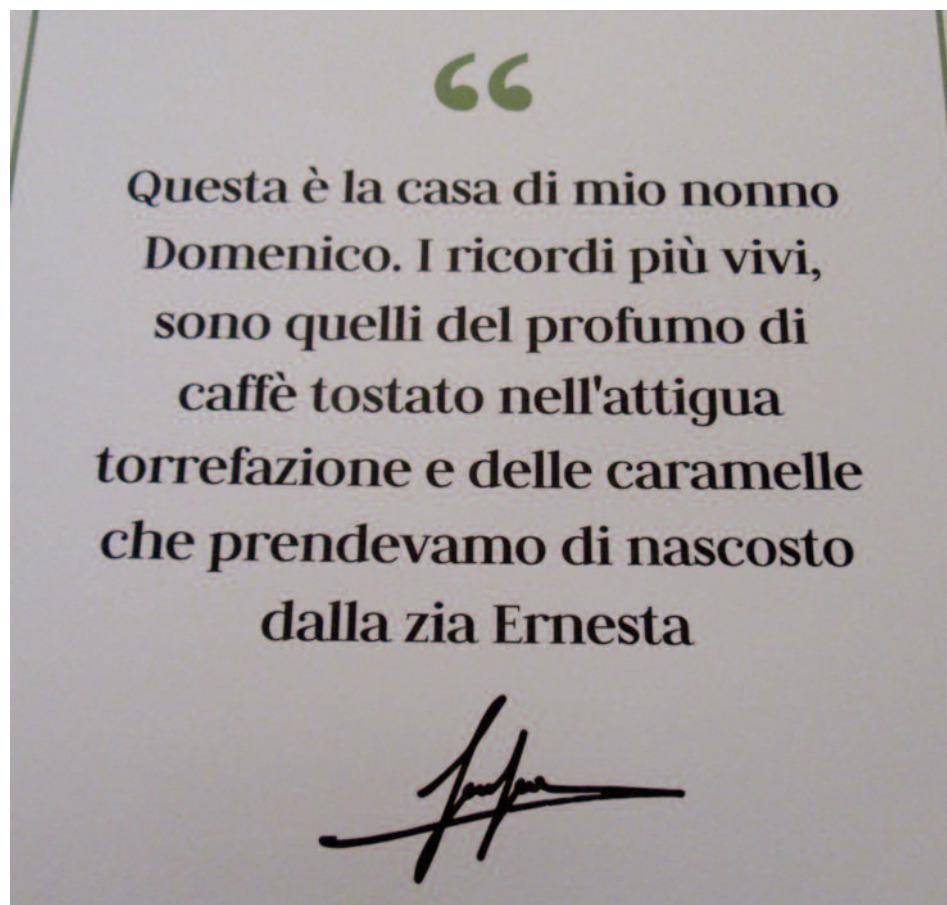 “
Questa è la casa di mio nonno
Domenico. I ricordi più vivi,
sono quelli del profumo di
caffè tostato nell'attigua
torrefazione e delle caramelle
che prendevamo di nascosto
dalla zia Ernesta